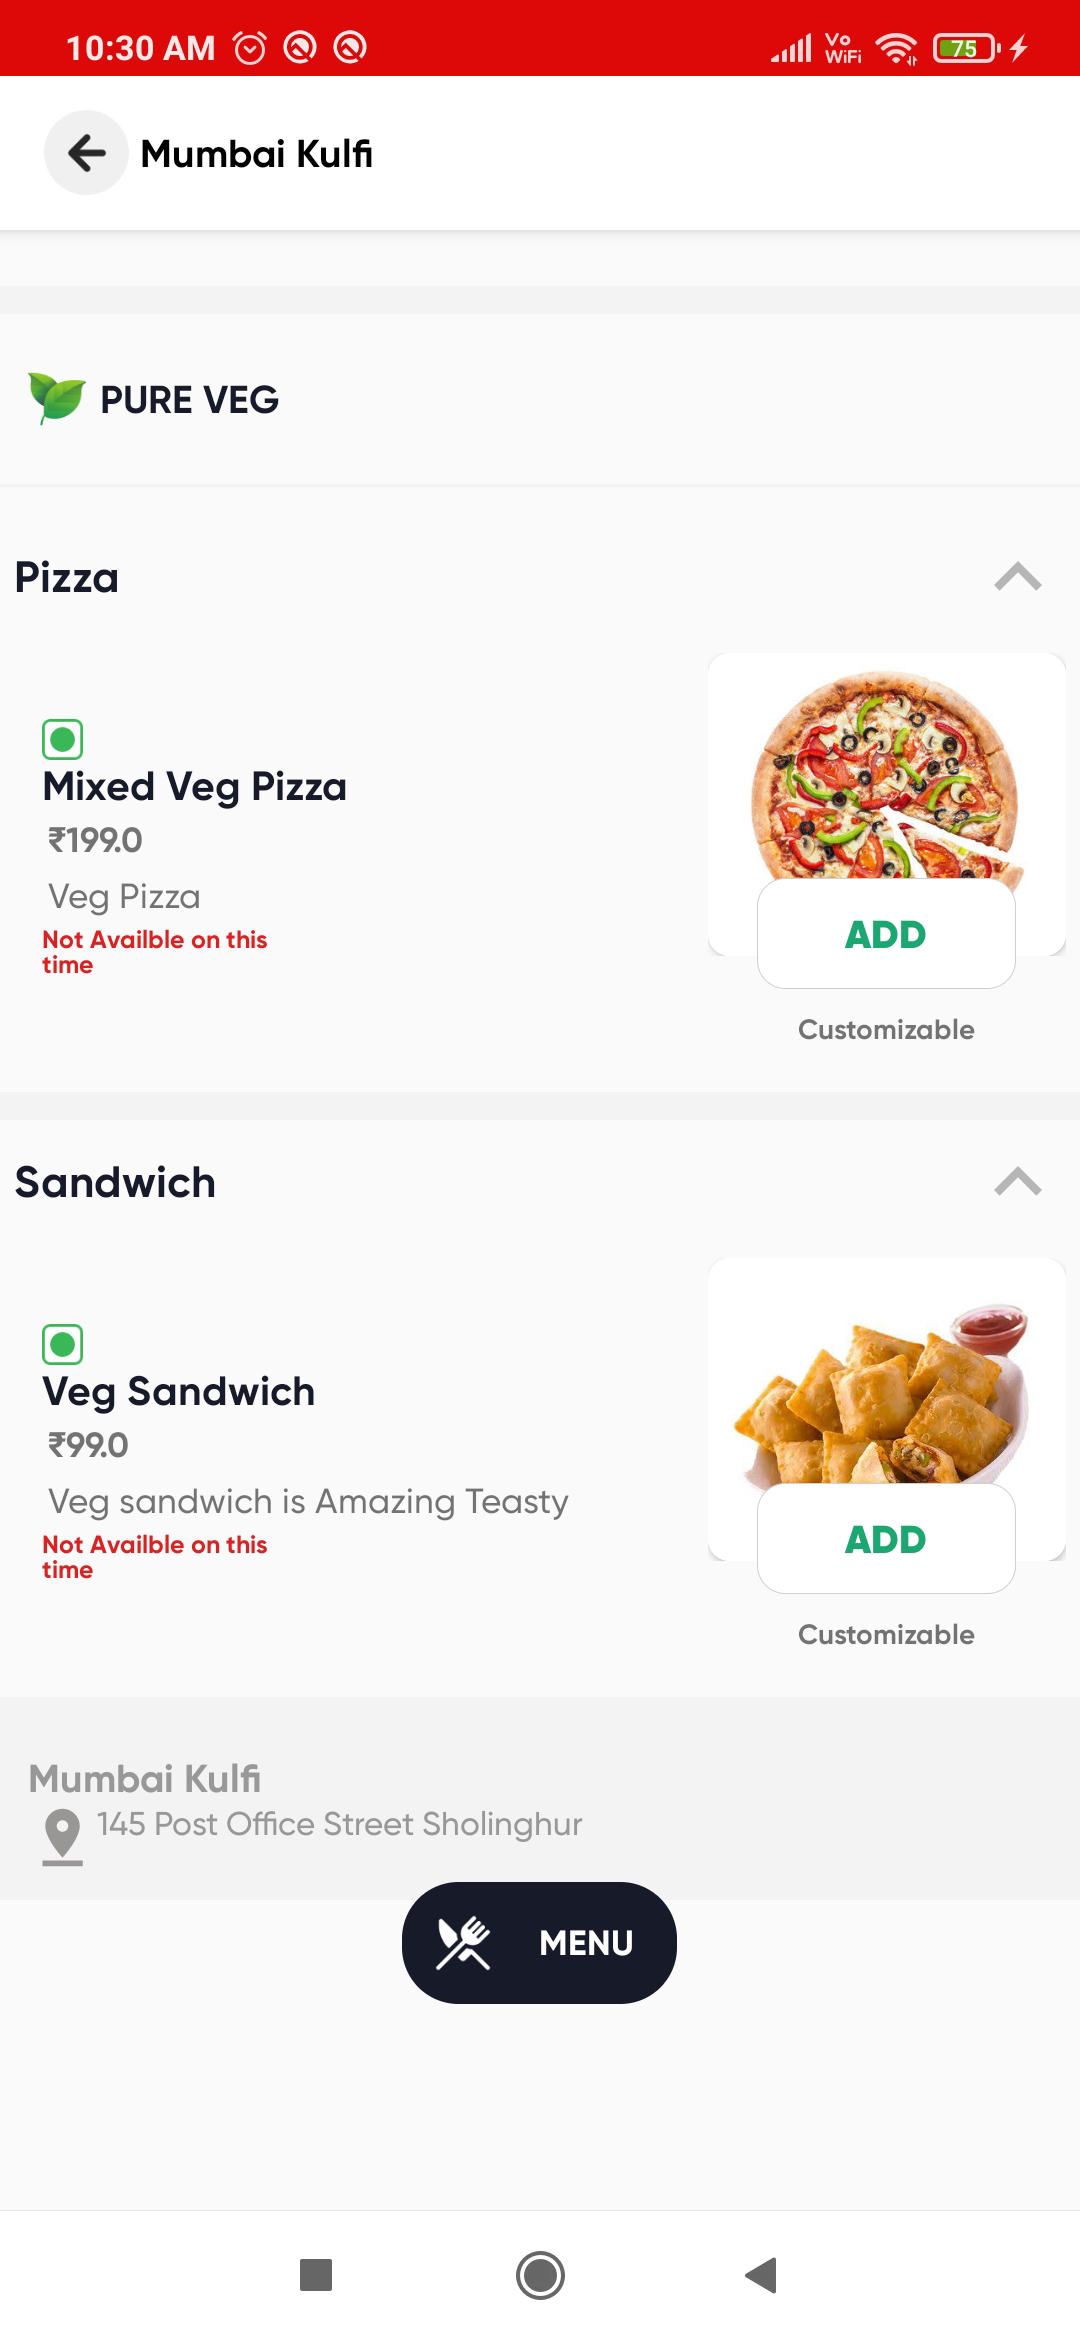 10:30 AM
Vo
WiFi
75
Mumbai Kulfi
PURE VEG
Pizza
Mixed Veg Pizza
₹199.0
Veg Pizza
Not Availble on this
time
ADD
Customizable
Sandwich
Veg Sandwich
₹99.0
Veg sandwich is Amazing Teasty
Not Availble on this
time
ADD
Customizable
Mumbai Kulfi
145 Post Office Street Sholinghur
MENU